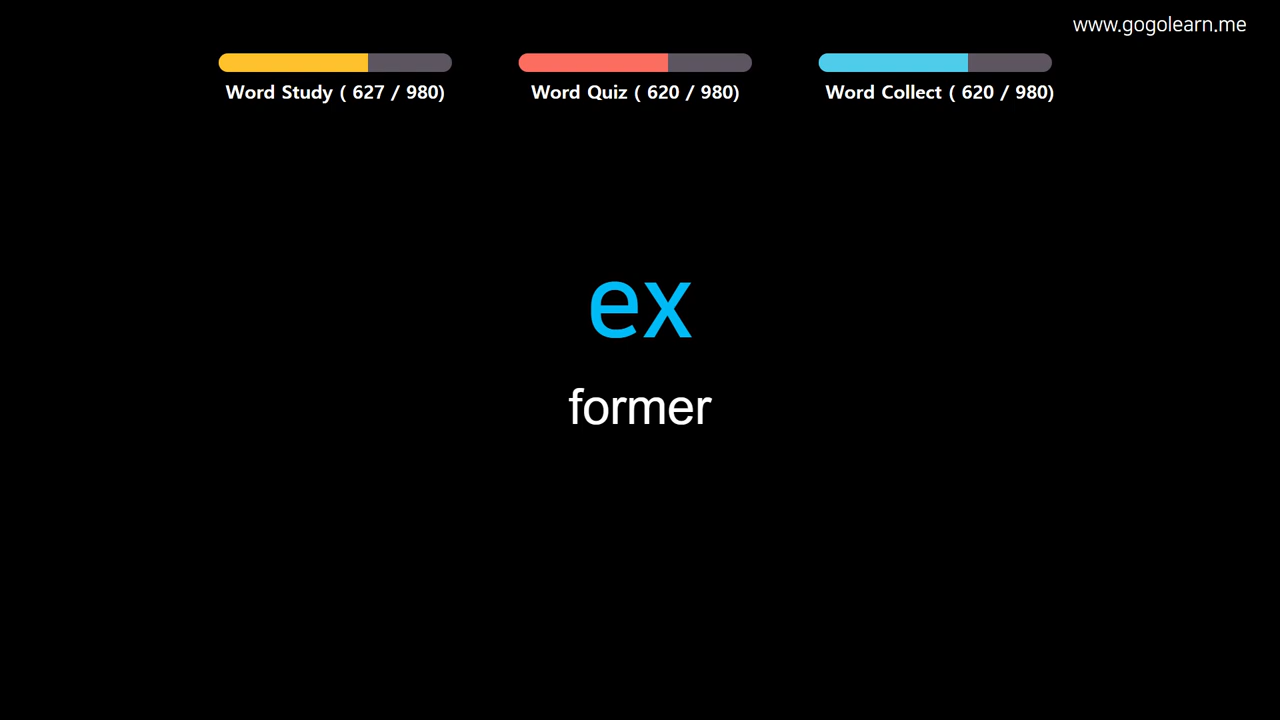 www.gogolearn.me
Word Study ( 627 / 980)
Word Quiz ( 620 / 980)
Word Collect ( 620 / 980)
ex
former